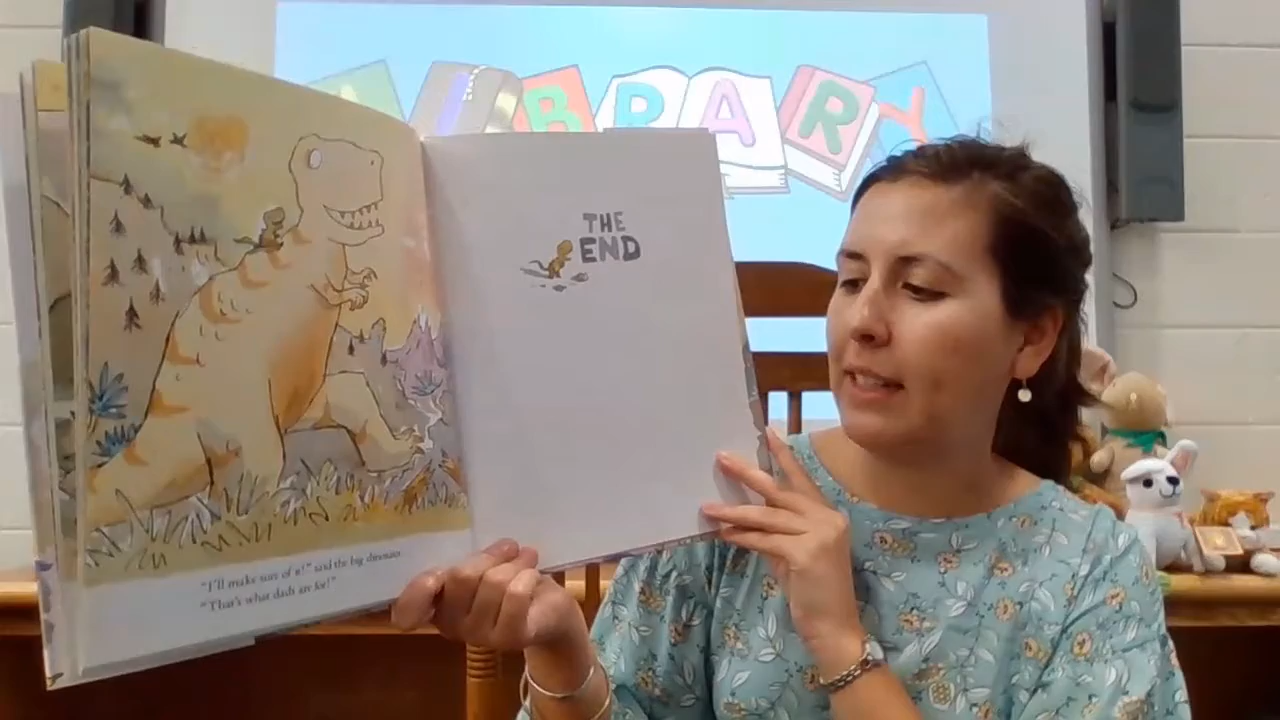 LIBRARY
THE
END
"I'll make sure of it!" said the big dinosaur.
"That's what dads are for!"